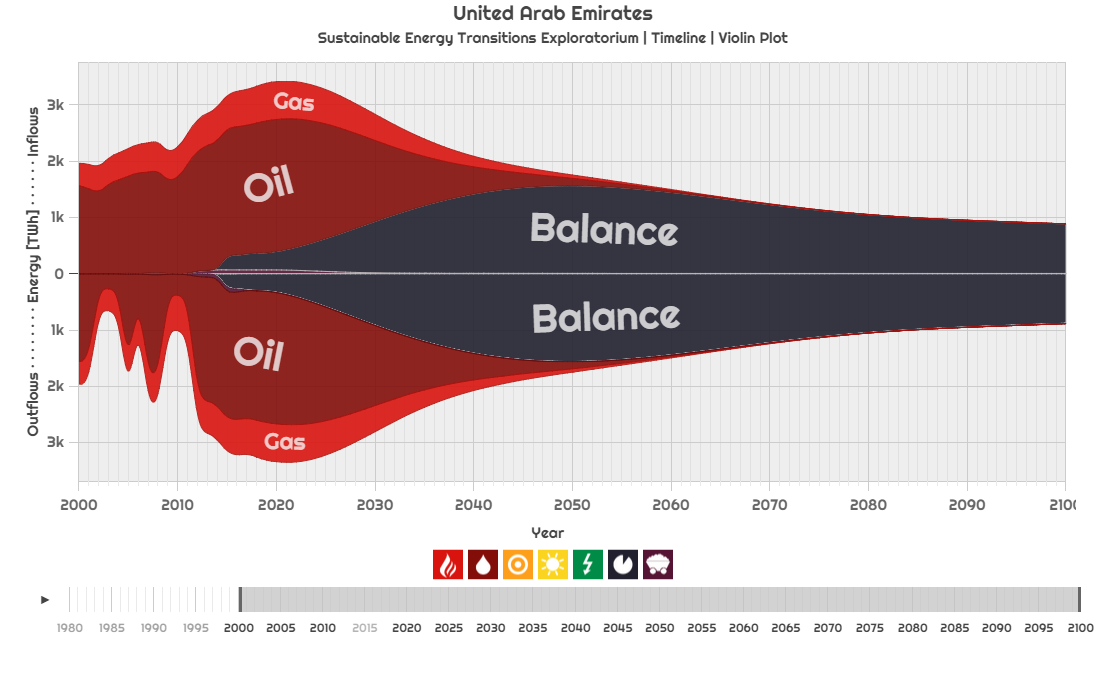 United Arab Emirates
Sustainable Energy Transitions Exploratorium | Timeline | Violin Plot
Outflows · · · · · · · Energy [TWh] · · · · · · Inflows
3k
2k
1k
0
1k
2k
3k
Gas
Oil
Balance
Balance
Oil
Gas
2000 2010 2020 2030 2040 2050 2060 2070 2080 2090 2100
Year
1980 1985 1990 1995 2000 2005 2010 2015 2020 2025 2030 2035 2040 2045 2050 2055 2060 2065 2070 2075 2080 2085 2090 2095 2100